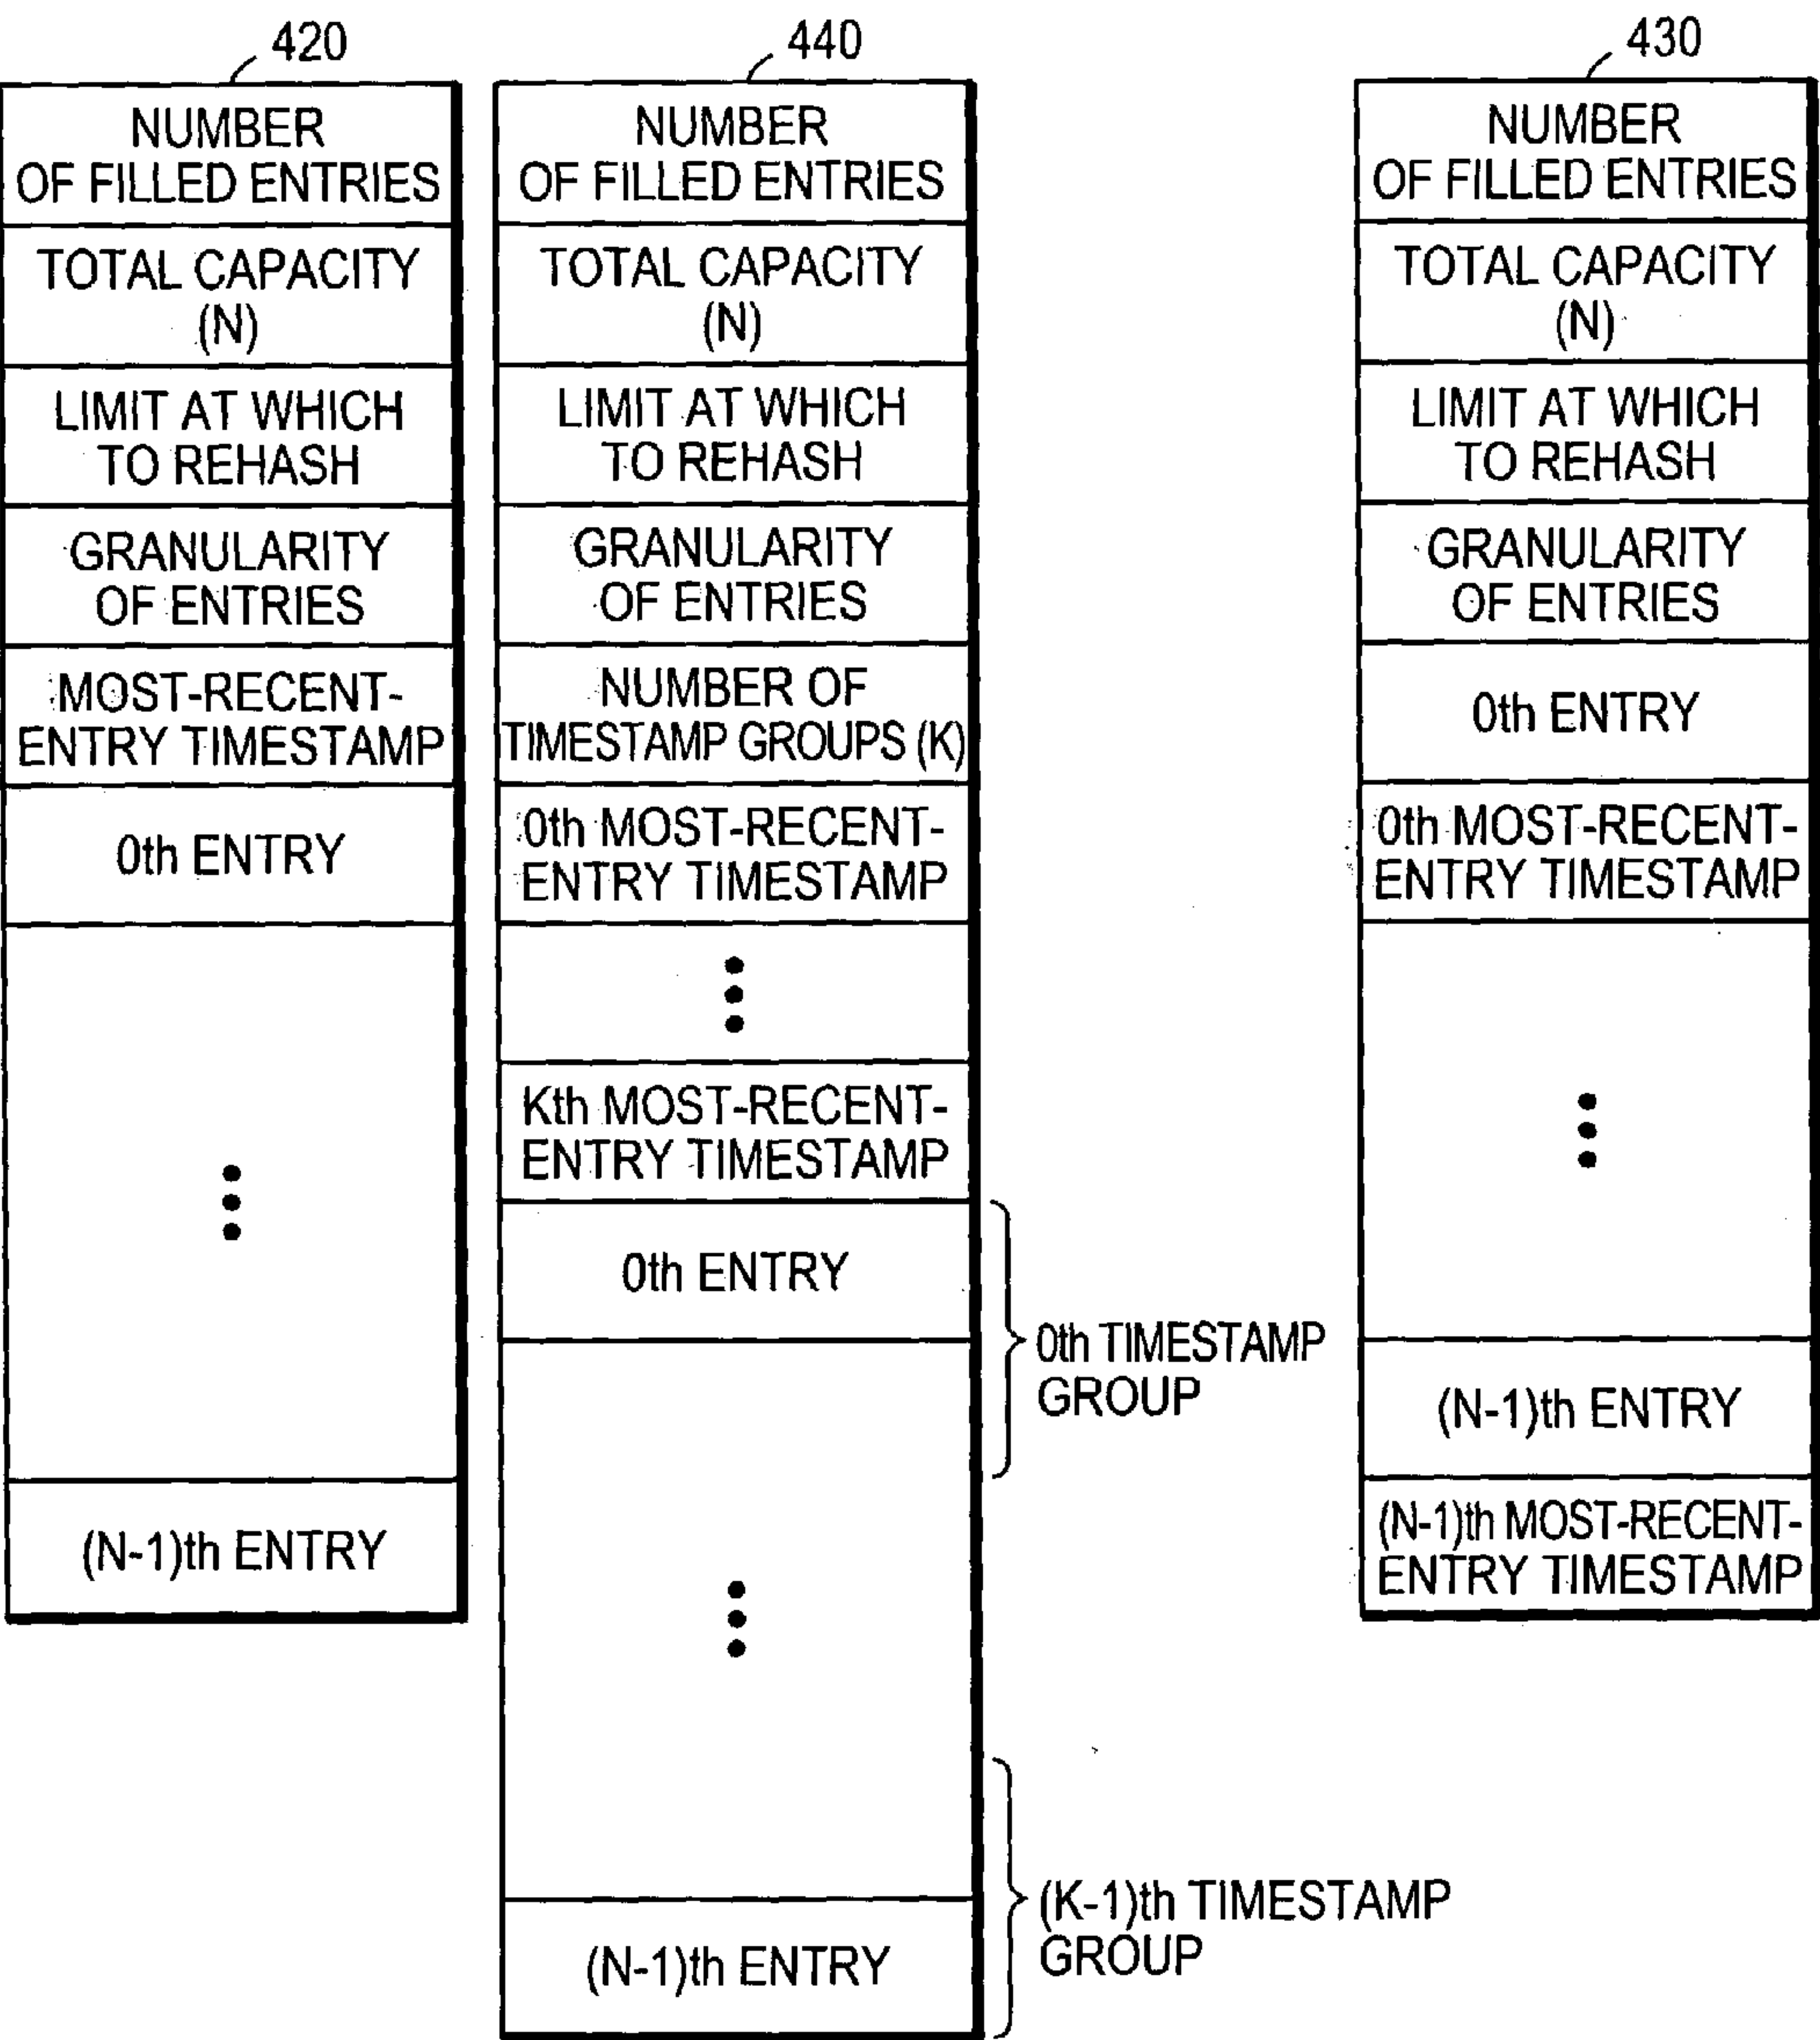 420
NUMBER
OF FILLED ENTRIES
TOTAL CAPACITY
(N)
LIMIT AT WHICH
TO REHASH
GRANULARITY
OF ENTRIES
MOST-RECENT-
ENTRY TIMESTAMP
0th ENTRY
(N-1)th ENTRY
440
NUMBER
OF FILLED ENTRIES
TOTAL CAPACITY
(N)
LIMIT AT WHICH
TO REHASH
GRANULARITY
OF ENTRIES
NUMBER OF
TIMESTAMP GROUPS (K)
0th MOST-RECENT-
ENTRY TIMESTAMP
Kth MOST-RECENT-
ENTRY TIMESTAMP
0th ENTRY
0th TIMESTAMP
GROUP
(N-1)th ENTRY
(K-1)th TIMESTAMP
GROUP
430
NUMBER
OF FILLED ENTRIES
TOTAL CAPACITY
(N)
LIMIT AT WHICH
TO REHASH
GRANULARITY
OF ENTRIES
0th ENTRY
0th MOST-RECENT-
ENTRY TIMESTAMP
(N-1)th ENTRY
(N-1)th MOST-RECENT-
ENTRY TIMESTAMP